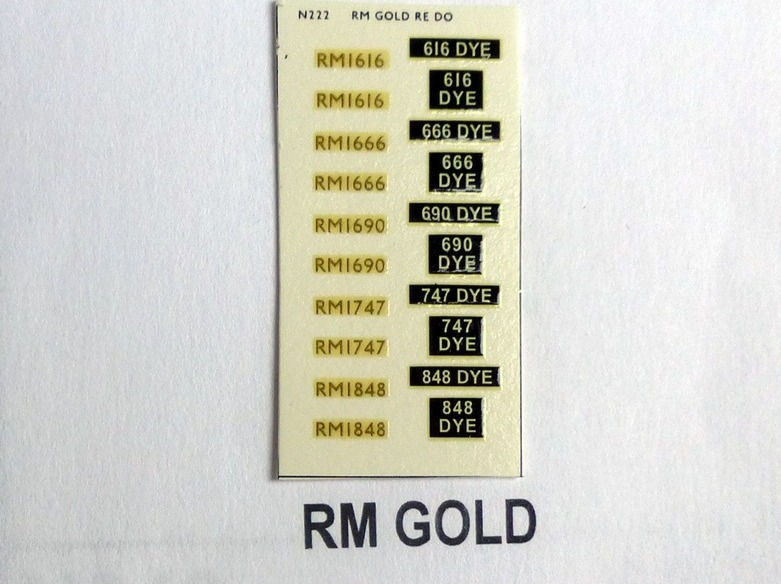 N222 RM GOLD RE DO
RM1616 616 DYE
RM1616 616
DYE
RM1666 666 DYE
RM1666 666
DYE
RM1690 690 DYE
RM1690 690
DYE
RM1747 747 DYE
RM1747 747
DYE
RM1848 848 DYE
RM1848 848
DYE
RM GOLD